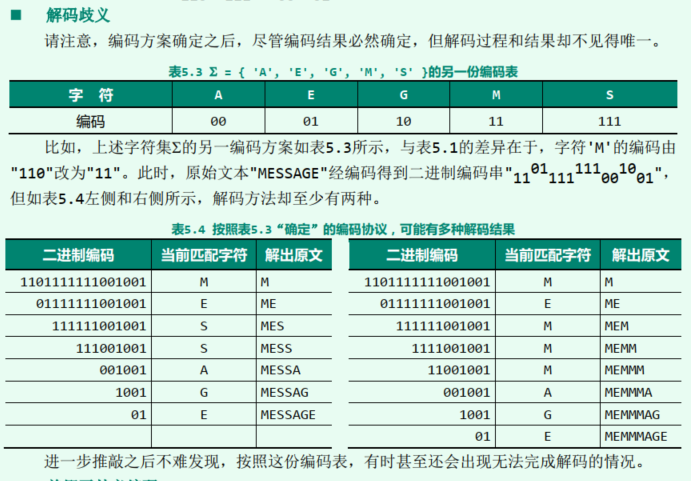 ■ 解码歧义
请注意，编码方案确定之后，尽管编码结果必然确定，但解码过程和结果却不见得唯一。
表5.3 Σ = { 'A', 'E', 'G', 'M', 'S' }的另一份编码表
字 符 A E G M S
编码 00 01 10 11 111
比如，上述字符集Σ的另一编码方案如表5.3所示，与表5.1的差异在于，字符'M'的编码由
"110"改为"11"。此时，原始文本"MESSAGE"经编码得到二进制编码串"1101111111001001"，
但如表5.4左侧和右侧所示，解码方法却至少有两种。
表5.4 按照表5.3“确定”的编码协议，可能有多种解码结果
二进制编码 当前匹配字符 解出原文 二进制编码 当前匹配字符 解出原文
1101111111001001 M M 1101111111001001 M M
01111111001001 E ME 01111111001001 E ME
111111001001 S MES 111111001001 M MEM
111001001 S MESS 1111001001 M MEMM
001001 A MESSA 11001001 M MEMMM
1001 G MESSAG 001001 A MEMMMA
01 E MESSAGE 1001 G MEMMMAG
01 E MEMMMAGE
进一步推敲之后不难发现，按照这份编码表，有时甚至还会出现无法完成解码的情况。